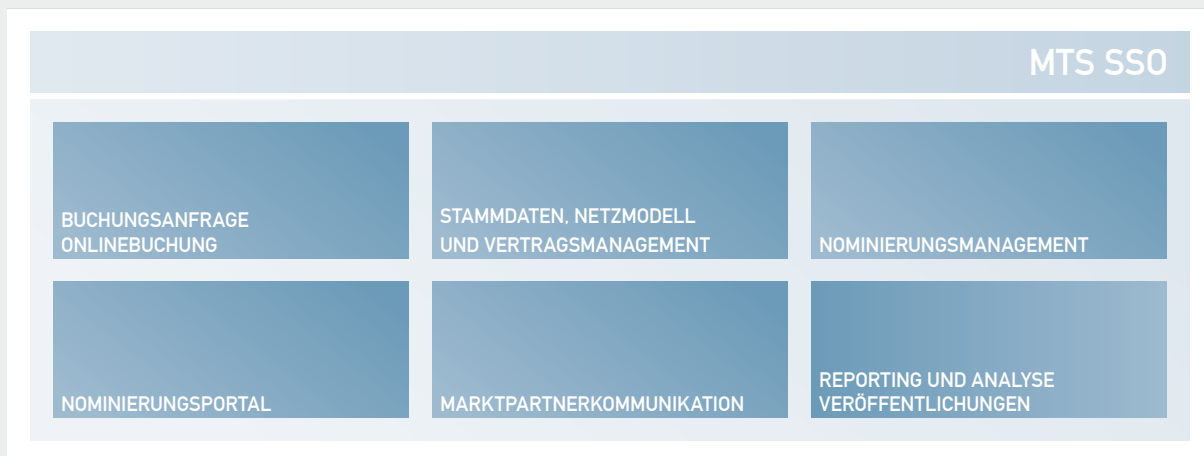 MTS SSO
BUCHUNGSANFRAGE
ONLINEBUCHUNG
STAMMDATEN, NETZMODELL
UND VERTRAGSMANAGEMENT
NOMINIERUNGSMANAGEMENT
NOMINIERUNGSPORTAL
MARKTPARTNERKOMMUNIKATION
REPORTING UND ANALYSE
VERÖFFENTLICHUNGEN